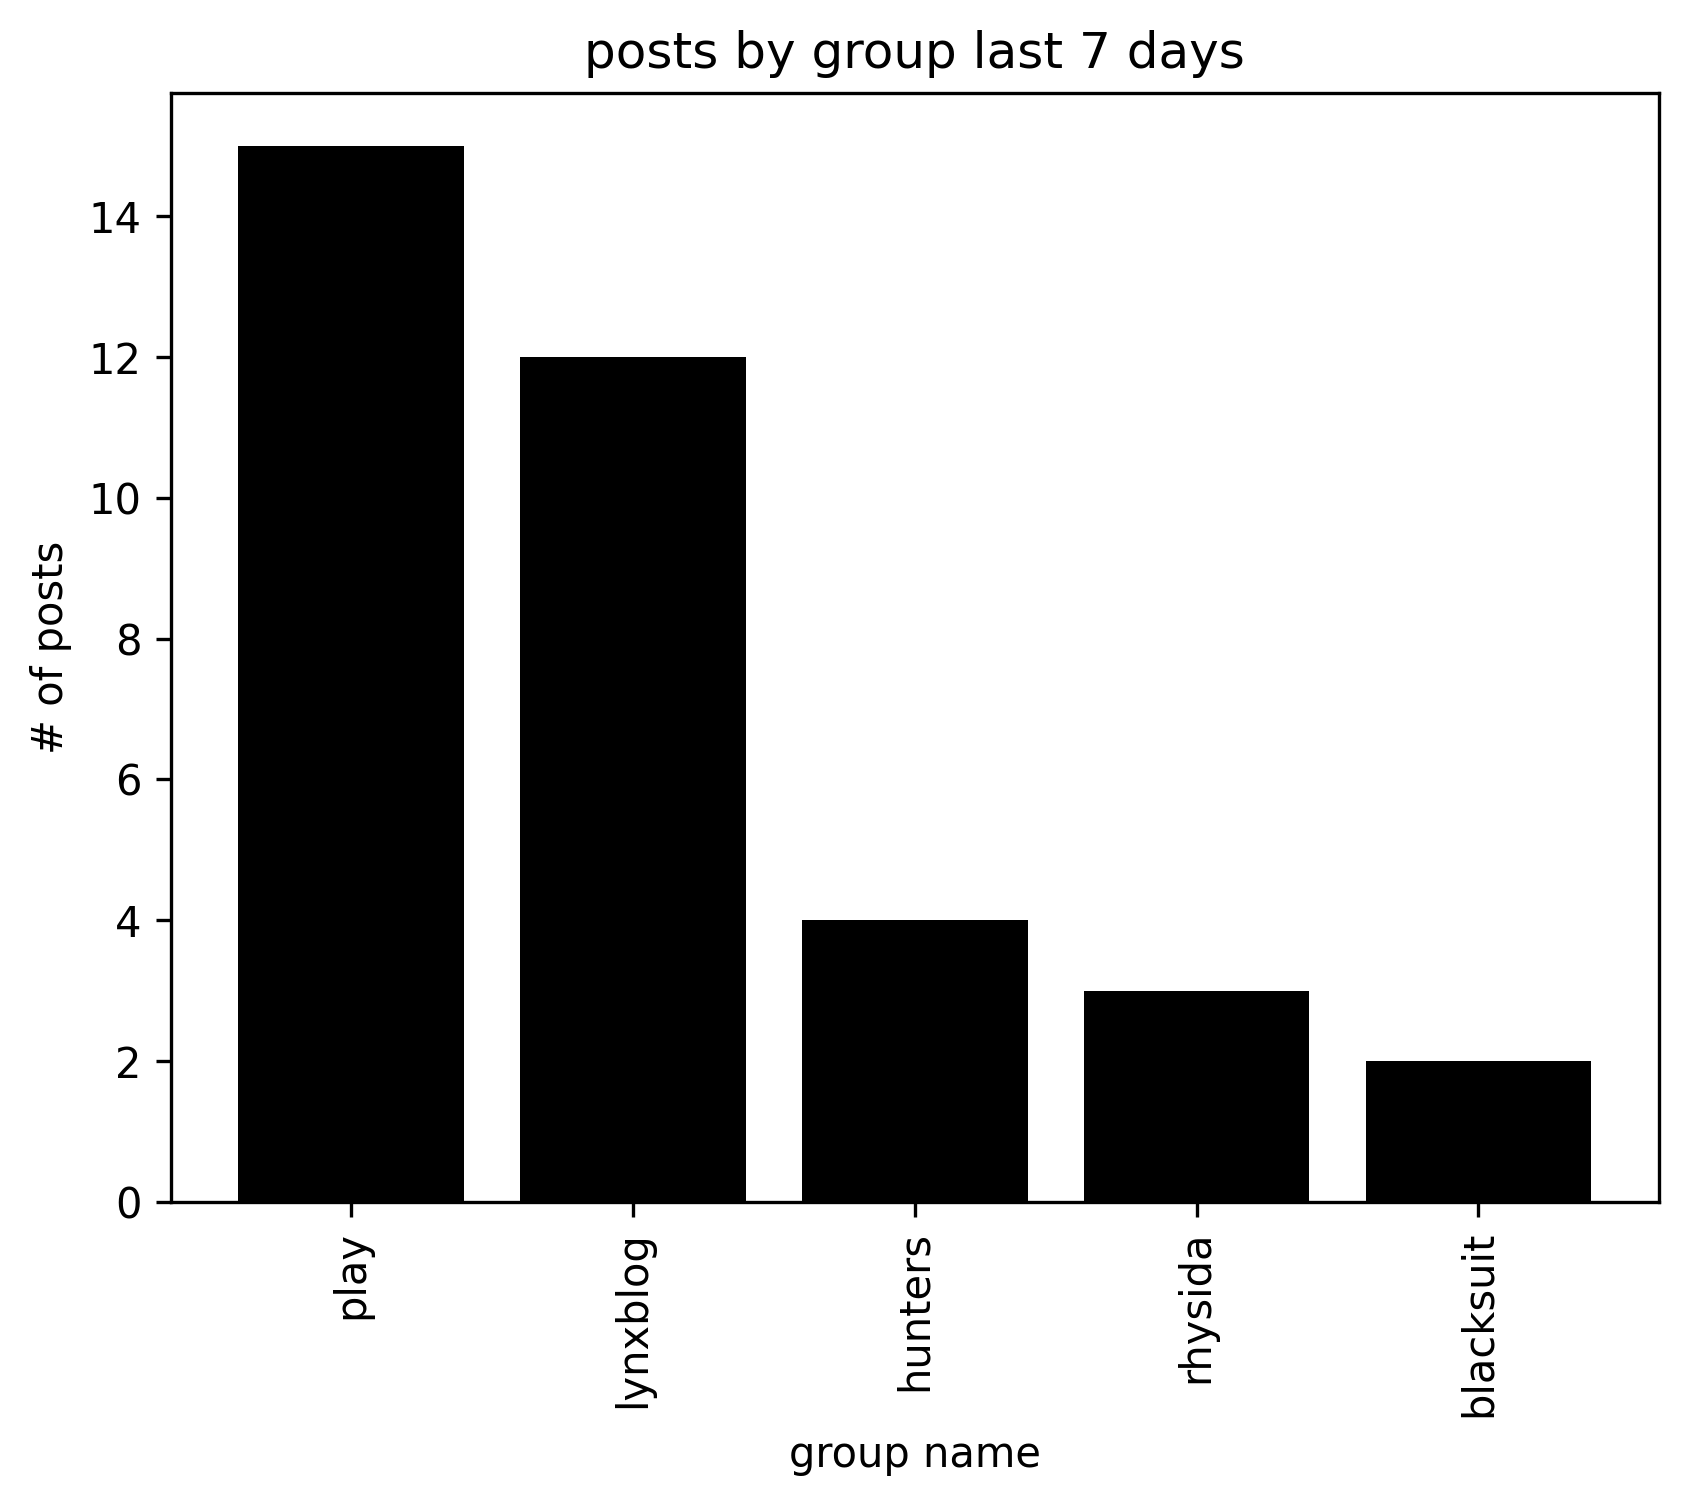 posts by group last 7 days
# of posts
14
12
10
8
6
4
2
0
play
lynxblog
hunters
rhysida
blacksuit
group name